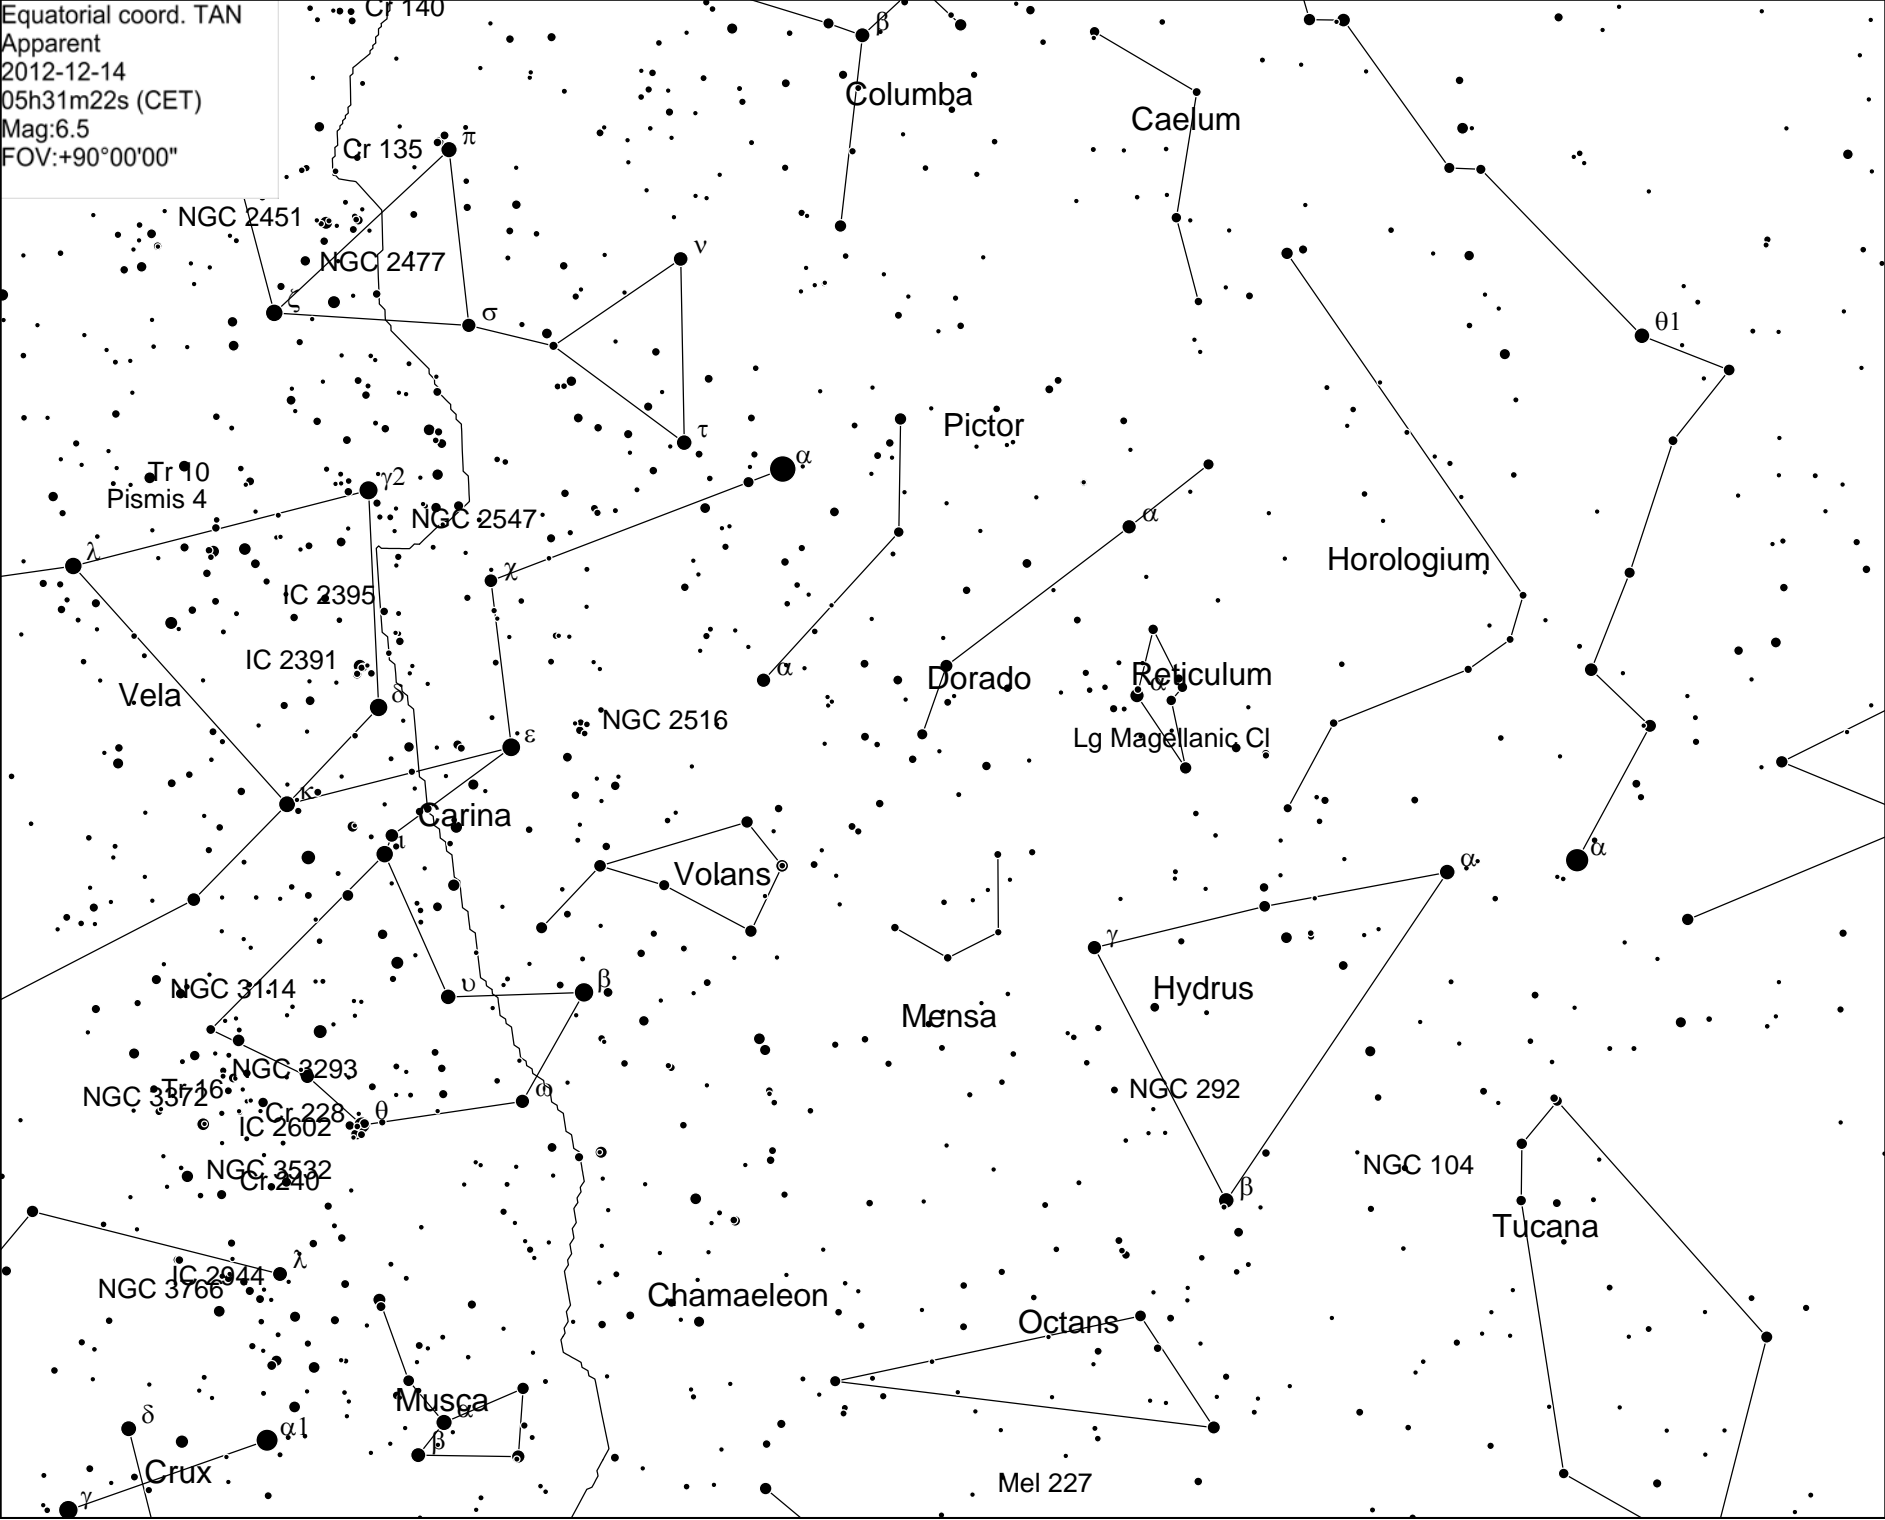 Equatorial coord. TAN
Apparent
2012-12-14
05h31m22s (CET)
Mag:6.5
FOV:+90°00'00"
Cr 140
β
Columba
Caelum
π
Cr 135
NGC 2451
ν
NGC 2477
ζ
σ
θ1
τ
Pictor
α
Tr 10
γ2
Pismis 4
NGC 2547
α
λ
Horologium
χ
IC 2395
IC 2391
α
Dorado
Reticulum
α
Vela
δ
NGC 2516
ε
Lg Magellanic Cl
κ
Carina
ι
α
α
Volans
γ
υ
β
NGC 3114
Hydrus
Mensa
NGC 3293
Tr 16
NGC 3372
ω
NGC 292
θ
Cr 228
IC 2602
NGC 3532
Cr 240
NGC 104
β
Tucana
λ
IC 2944
NGC 3766
Chamaeleon
Octans
Musca
α
δ
α1
β
Crux
γ
Mel 227